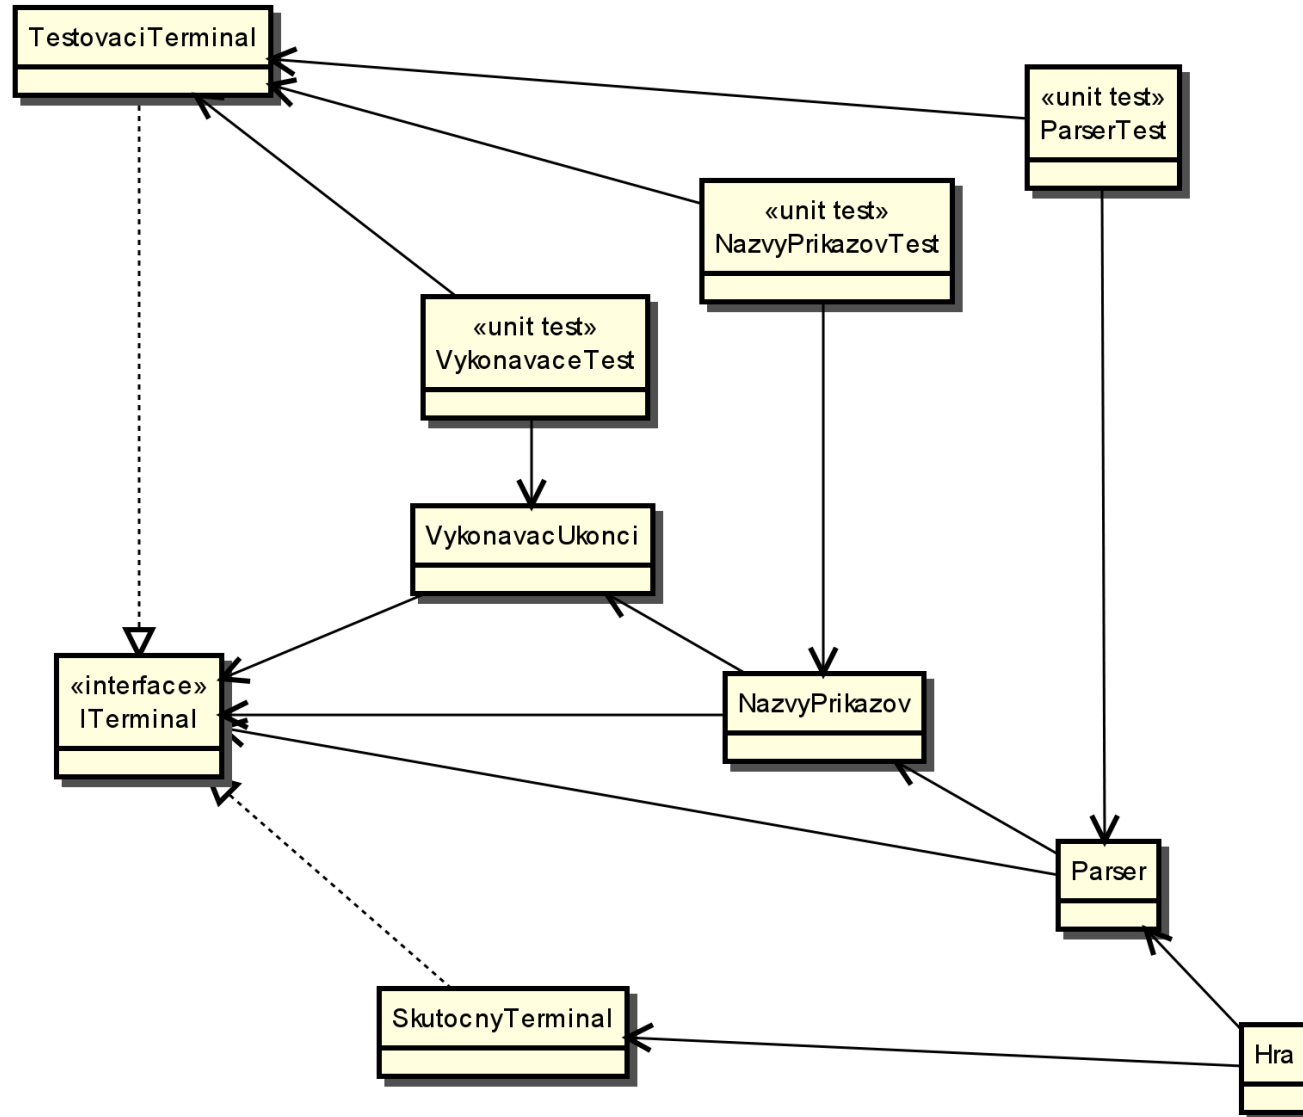 TestovaciTerminal
«unit test»
ParserTest
«unit test»
NazvyPrikazovTest
«unit test»
VykonavaceTest
VykonavacUkonci
«interface»
ITerminal
NazvyPrikazov
Parser
SkutocnyTerminal
Hra